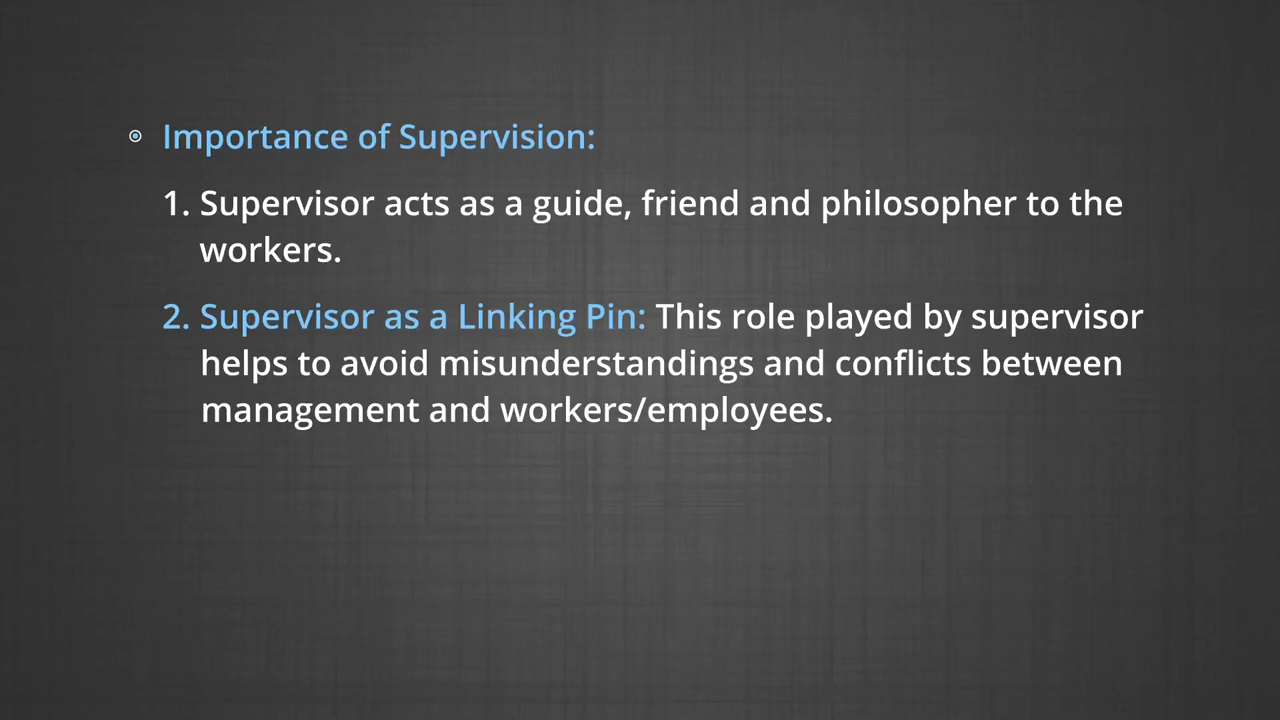 Importance of Supervision:
1. Supervisor acts as a guide, friend and philosopher to the
workers.
2. Supervisor as a Linking Pin: This role played by supervisor
helps to avoid misunderstandings and conflicts between
management and workers/employees.